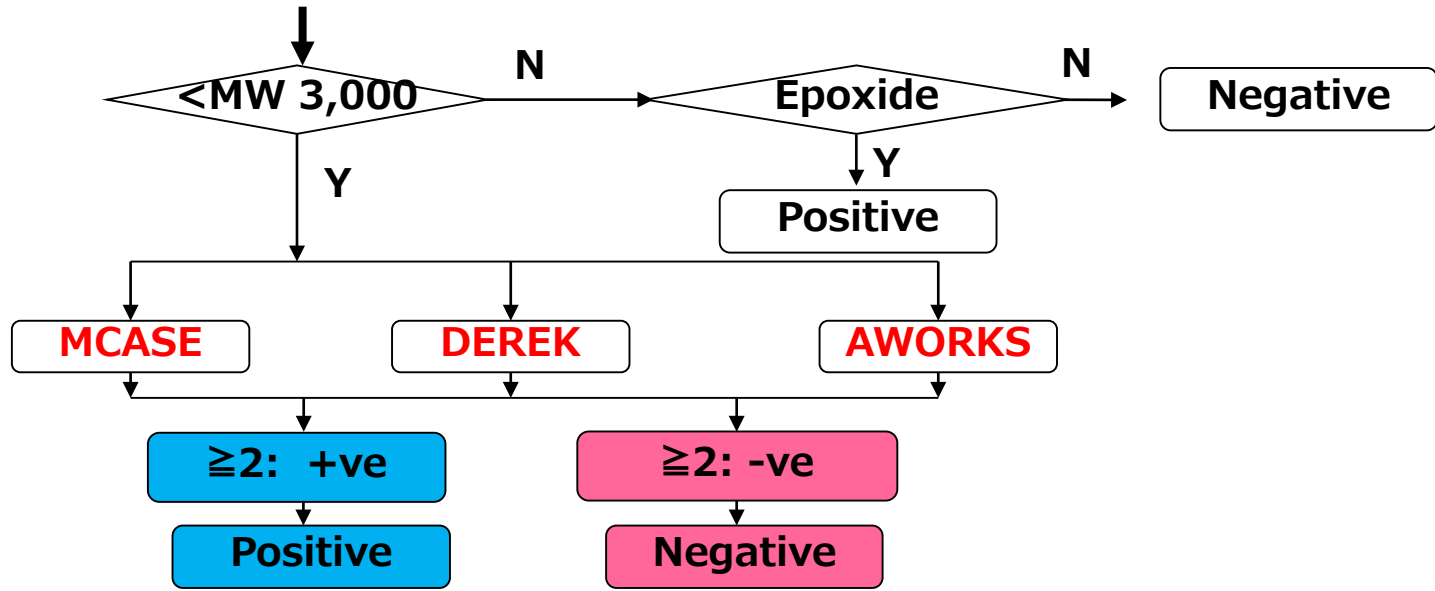 <MW 3,000
N
Epoxide
N
Negative
Y
Y
Positive
MCASE
DEREK
AWORKS
≧2: +ve
≧2: -ve
Positive
Negative